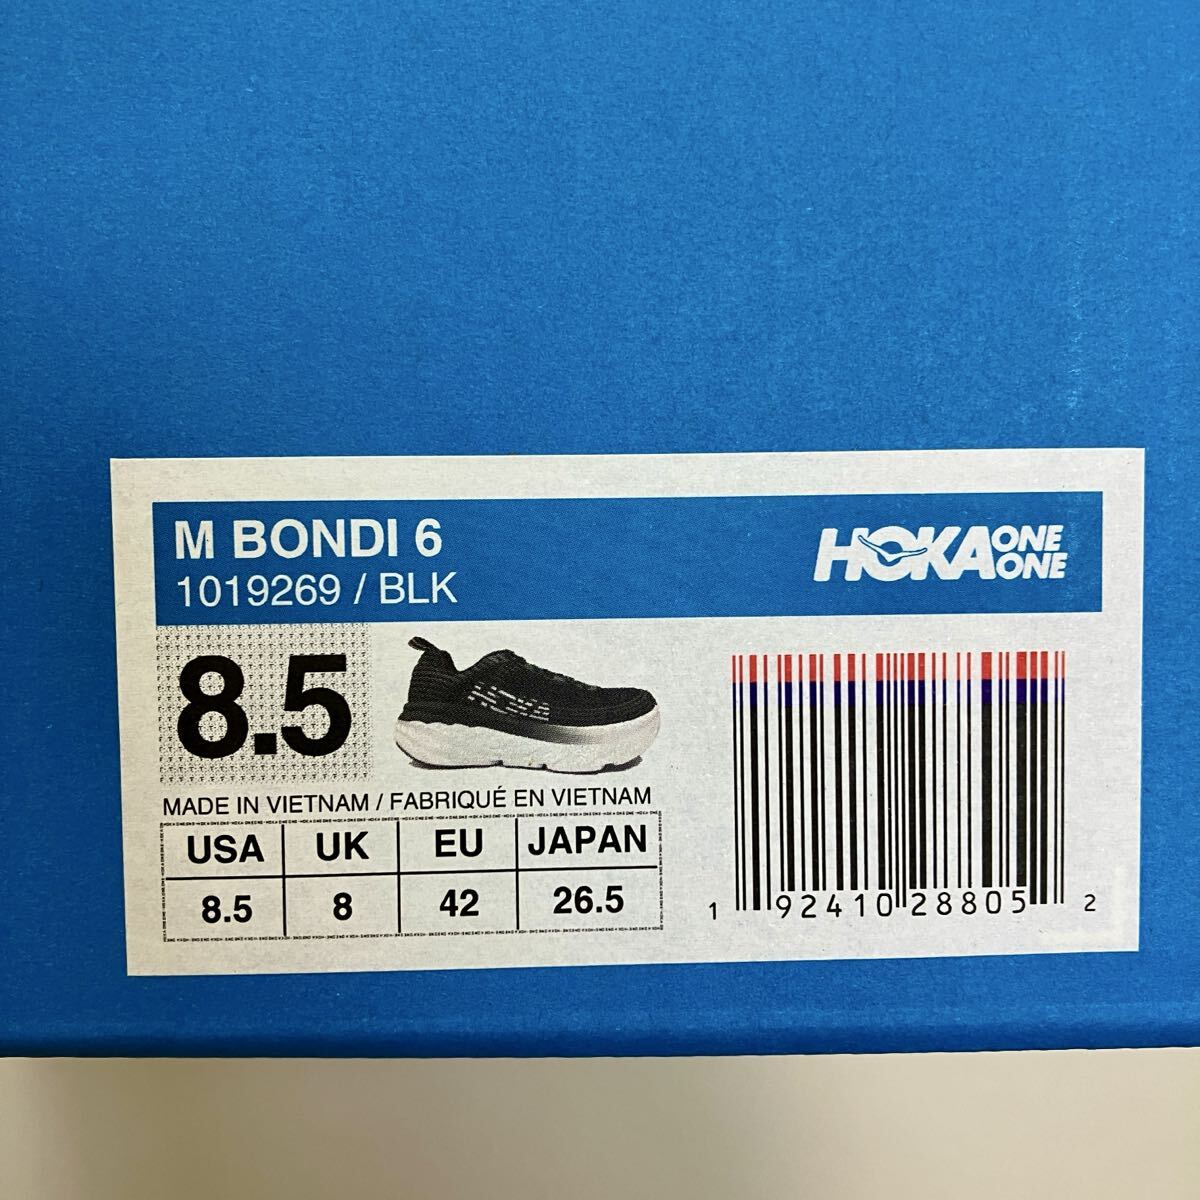 M BONDI 6
1019269 / BLK
HOKA ONE ONE
8.5
MADE IN VIETNAM / FABRIQUÉ EN VIETNAM
USA UK EU JAPAN
8.5 8 42 26.5
1 92410 28805 2